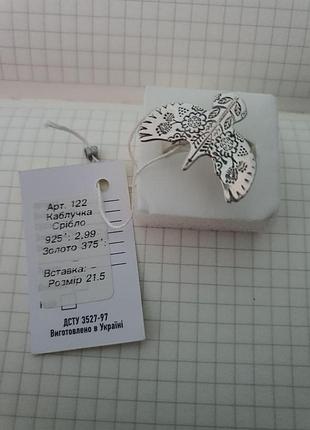 Арт. 122
Каблучка
Срібло
925°: 2.99
Золото 375°:
–
Вставка: –
Розмір 21.5
ДСТУ 3527-97
Виготовлено в Україні